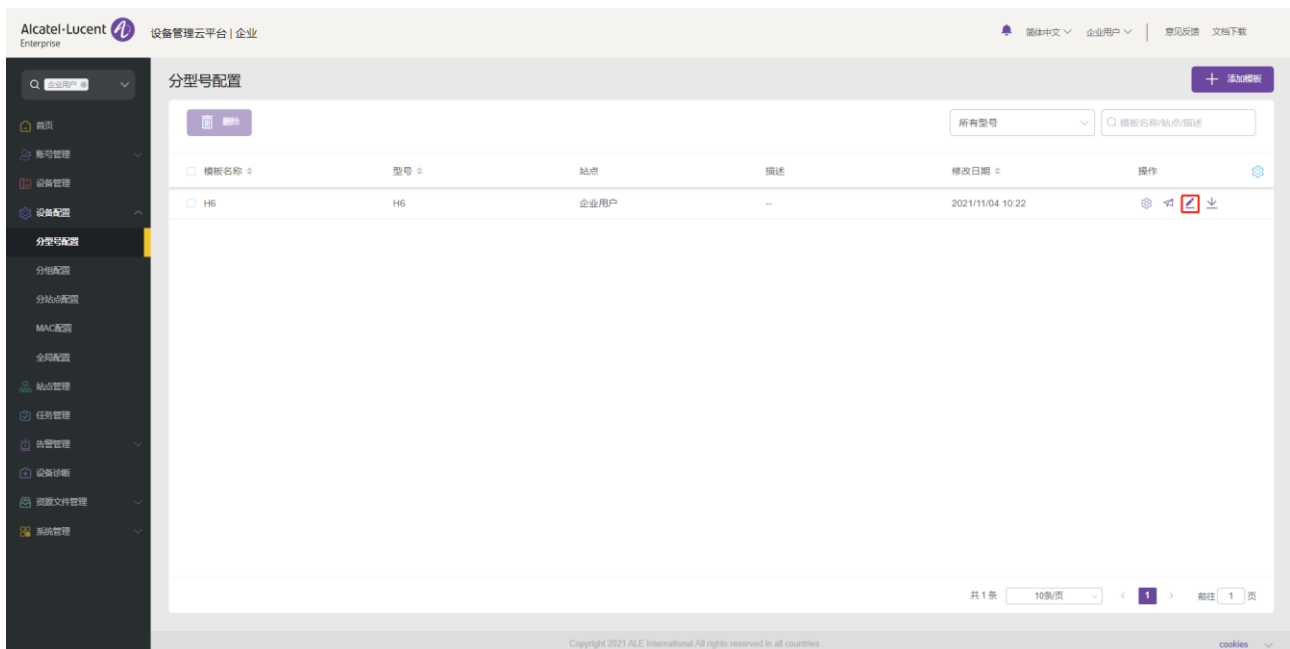 Alcatel·Lucent Enterprise 设备管理云平台 | 企业 简体中文 企业用户 意见反馈 文档下载
企业用户
分型号配置 添加模板
首页
删除 所有型号 模板名称/站点/描述
账号管理
模板名称 型号 站点 描述 修改日期 操作
设备管理
H6 H6 企业用户 -- 2021/11/04 10:22
设备配置
分型号配置
分组配置
分站点配置
MAC配置
全局配置
站点管理
任务管理
告警管理
设备诊断
资源文件管理
系统管理
共 1 条 10条/页 1 前往 1 页
Copyright 2021 ALE International.All rights reserved in all countries cookies